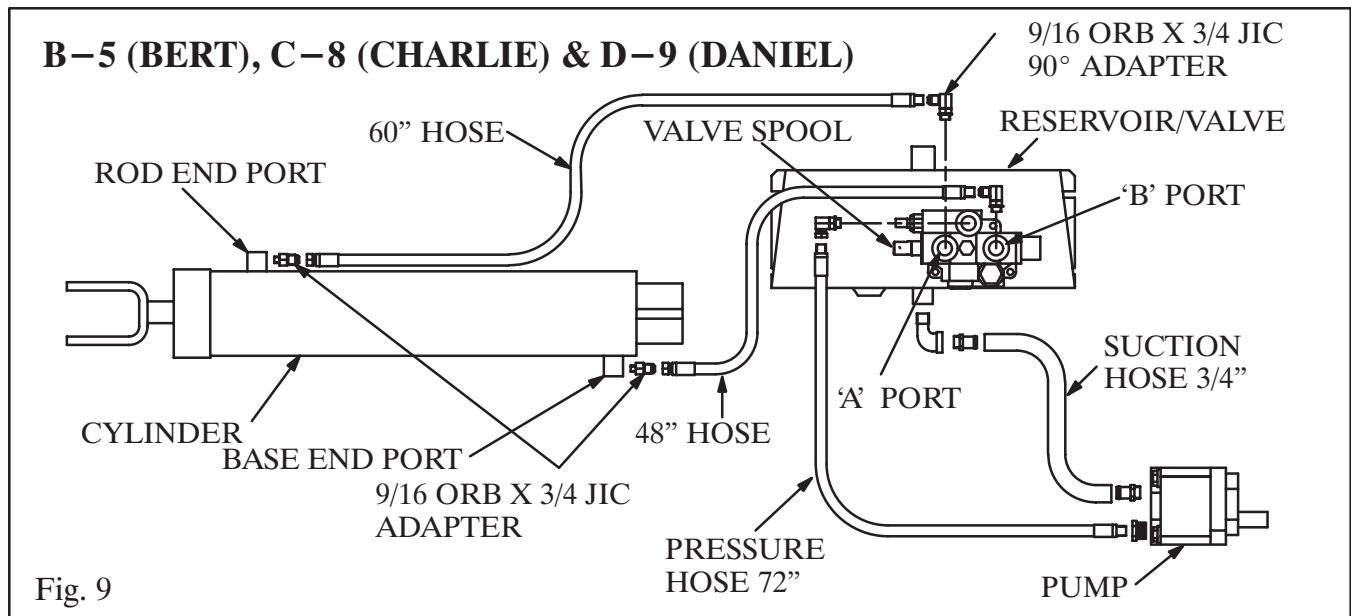 B−5 (BERT), C−8 (CHARLIE) & D−9 (DANIEL)
9/16 ORB X 3/4 JIC
90° ADAPTER
60” HOSE
VALVE SPOOL
RESERVOIR/VALVE
ROD END PORT
‘B’ PORT
SUCTION
HOSE 3/4”
‘A’ PORT
CYLINDER
BASE END PORT
48” HOSE
9/16 ORB X 3/4 JIC
ADAPTER
PRESSURE
HOSE 72”
PUMP
Fig. 9